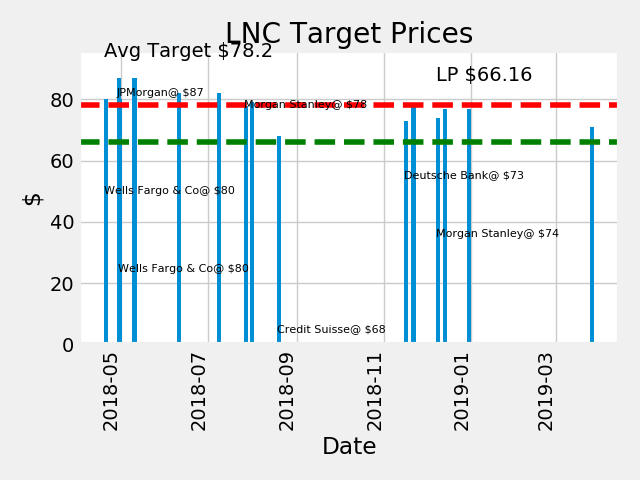 LNC Target Prices
Avg Target $78.2
LP $66.16
JPMorgan@ $87
Morgan Stanley@ $78
Wells Fargo & Co@ $80
Deutsche Bank@ $73
Morgan Stanley@ $74
Wells Fargo & Co@ $80
Credit Suisse@ $68
$
80
60
40
20
0
2018-05
2018-07
2018-09
2018-11
2019-01
2019-03
Date